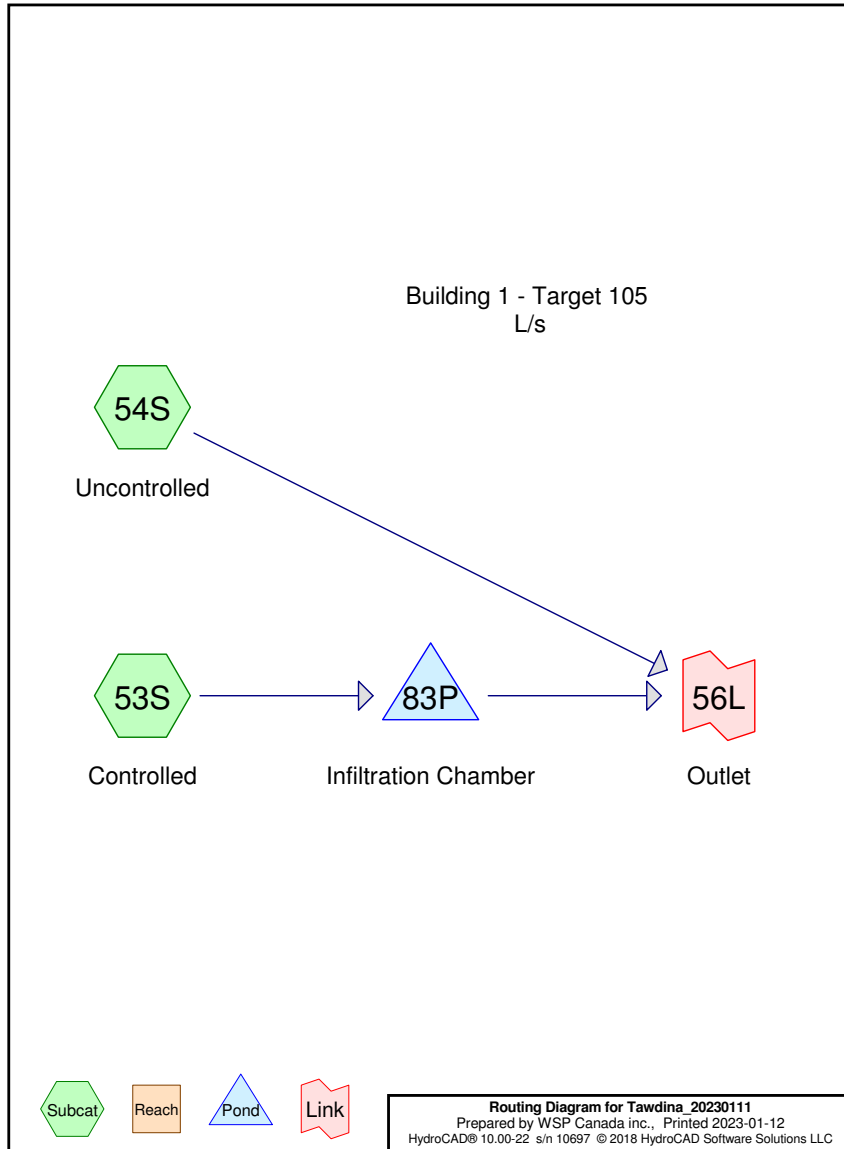 Building 1 - Target 105
L/s
54S
Uncontrolled
53S
Controlled
83P
Infiltration Chamber
56L
Outlet
Subcat
Reach
Pond
Link
Routing Diagram for Tawdina_20230111
Prepared by WSP Canada inc., Printed 2023-01-12
HydroCAD® 10.00-22 s/n 10697 © 2018 HydroCAD Software Solutions LLC